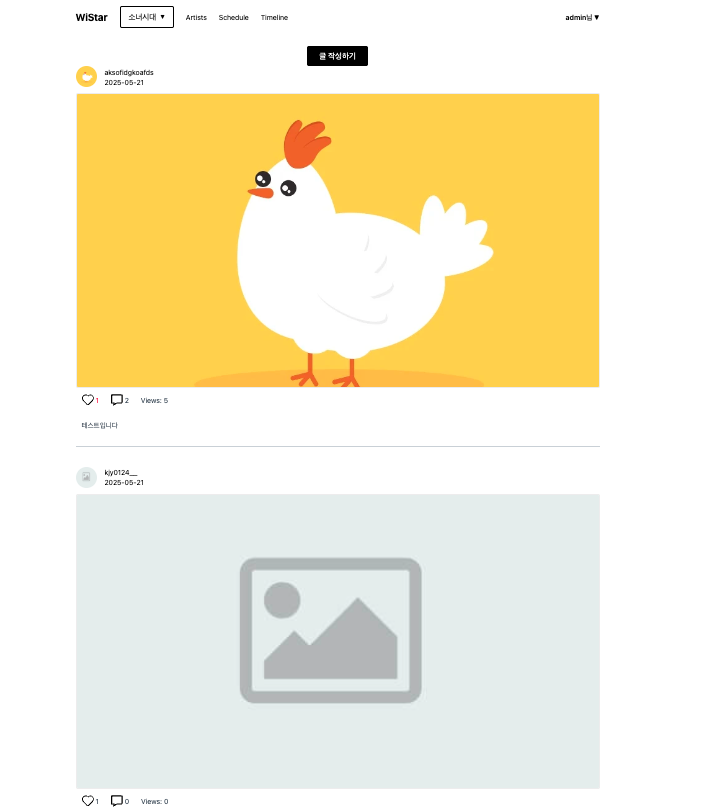 WiStar 소녀시대 ▼ Artists Schedule Timeline admin님 ▼
글 작성하기
aksofidgkoafds
2025-05-21
1 2 Views: 5
테스트입니다
kjy0124__
2025-05-21
1 0 Views: 0